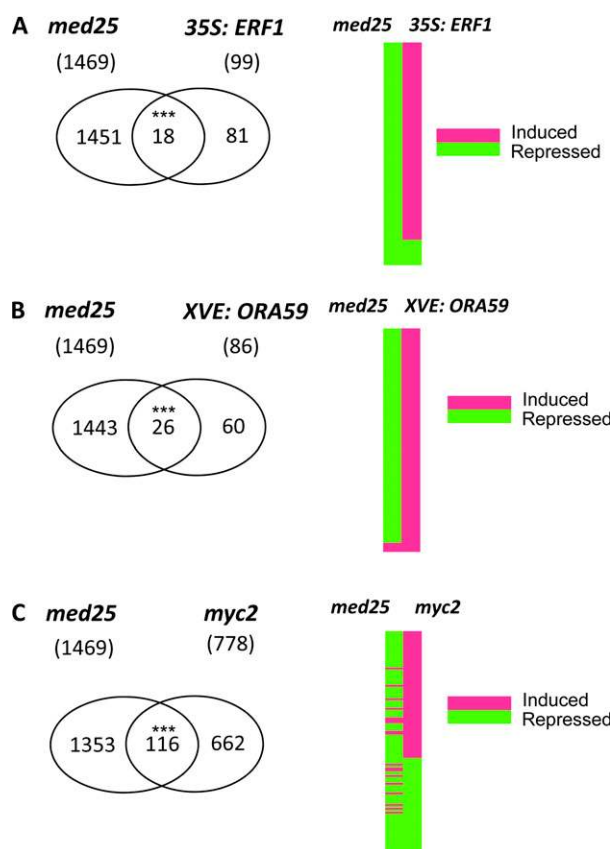 A
med25 35S: ERF1
(1469) (99)
***
1451 18 81
med25 35S: ERF1
Induced
Repressed
B
med25 XVE: ORA59
(1469) (86)
***
1443 26 60
med25 XVE: ORA59
Induced
Repressed
C
med25 myc2
(1469) (778)
***
1353 116 662
med25 myc2
Induced
Repressed